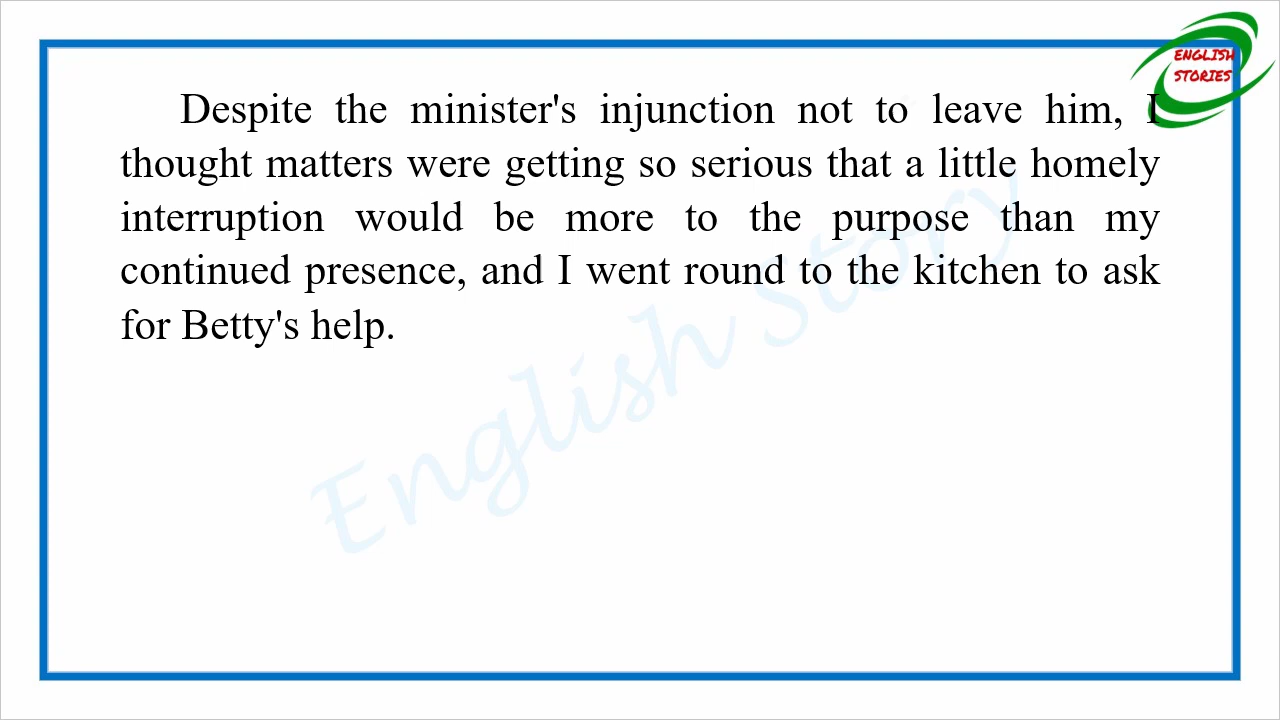 ENGLISH
STORIES
Despite the minister's injunction not to leave him, I
thought matters were getting so serious that a little homely
interruption would be more to the purpose than my
continued presence, and I went round to the kitchen to ask
for Betty's help.
English Story